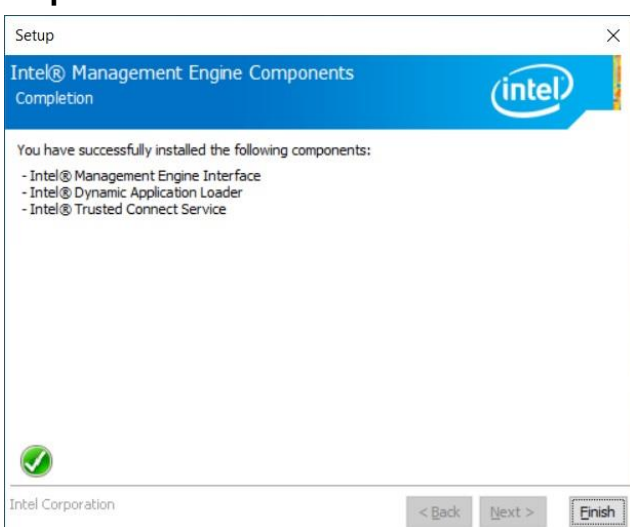 Setup
Intel® Management Engine Components
Completion
intel
You have successfully installed the following components:
- Intel® Management Engine Interface
- Intel® Dynamic Application Loader
- Intel® Trusted Connect Service
Intel Corporation
< Back Next > Finish